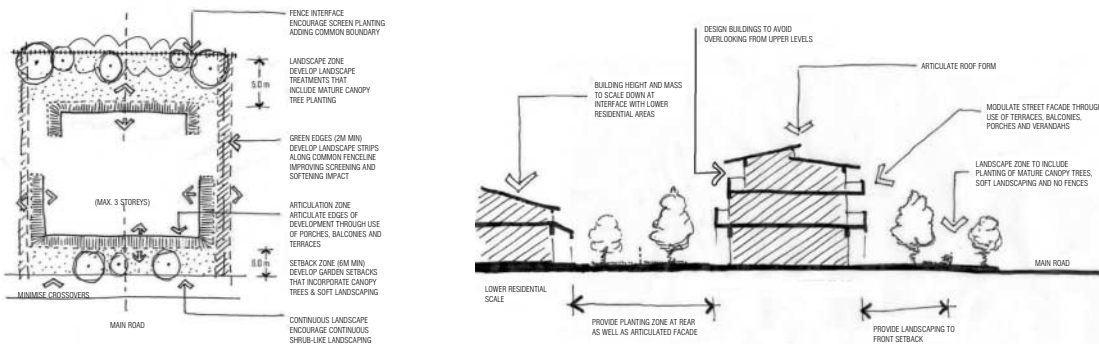 FENCE INTERFACE
ENCOURAGE SCREEN PLANTING
ADDING COMMON BOUNDARY
5.0 m
LANDSCAPE ZONE
DEVELOP LANDSCAPE
TREATMENTS THAT
INCLUDE MATURE CANOPY
TREE PLANTING
GREEN EDGES (2M MIN)
DEVELOP LANDSCAPE STRIPS
ALONG COMMON FENCELINE
IMPROVING SCREENING AND
SOFTENING IMPACT
(MAX. 3 STOREYS)
ARTICULATION ZONE
ARTICULATE EDGES OF
DEVELOPMENT THROUGH USE
OF PORCHES, BALCONIES AND
TERRACES
6.0 m
SETBACK ZONE (6M MIN)
DEVELOP GARDEN SETBACKS
THAT INCORPORATE CANOPY
TREES & SOFT LANDSCAPING
MINIMISE CROSSOVERS
MAIN ROAD
CONTINUOUS LANDSCAPE
ENCOURAGE CONTINUOUS
SHRUB-LIKE LANDSCAPING
DESIGN BUILDINGS TO AVOID
OVERLOOKING FROM UPPER LEVELS
ARTICULATE ROOF FORM
BUILDING HEIGHT AND MASS
TO SCALE DOWN AT
INTERFACE WITH LOWER
RESIDENTIAL AREAS
MODULATE STREET FACADE THROUGH
USE OF TERRACES, BALCONIES,
PORCHES AND VERANDAHS
LANDSCAPE ZONE TO INCLUDE
PLANTING OF MATURE CANOPY TREES,
SOFT LANDSCAPING AND NO FENCES
MAIN ROAD
LOWER RESIDENTIAL
SCALE
PROVIDE PLANTING ZONE AT REAR
AS WELL AS ARTICULATED FACADE
PROVIDE LANDSCAPING TO
FRONT SETBACK